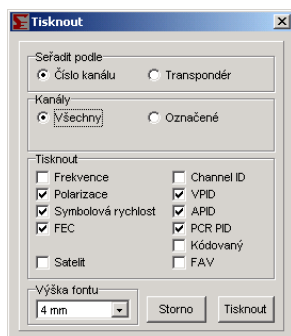 Tisknout
Seřadit podle
Číslo kanálu Transpondér
Kanály
Všechny Označené
Tisknout
Frekvence Channel ID
Polarizace VPID
Symbolová rychlost APID
FEC PCR PID
Kódovaný
Satelit FAV
Výška fontu
4 mm Storno Tisknout